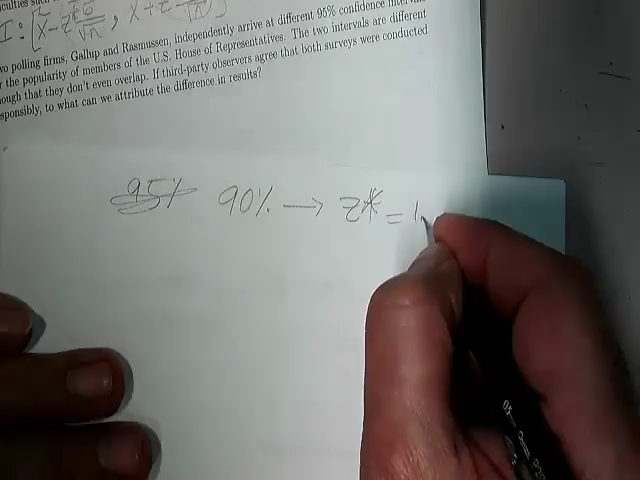 I: [x̄ - z*σ/√n, x̄ + z
wo polling firms, Gallup and Rasmussen, independently arrive at different 95% confidence
r the popularity of members of the U.S. House of Representatives. The two intervals are different
ough that they don't even overlap. If third-party observers agree that both surveys were conducted
sponsibly, to what can we attribute the difference in results?
95% 90% → z* = 1.